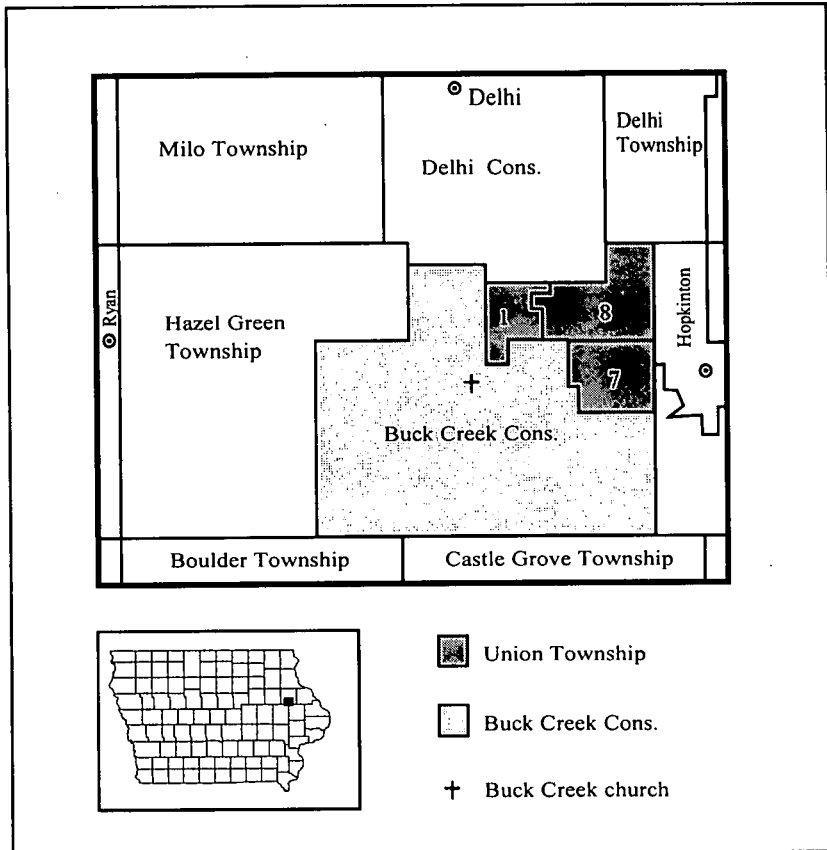 Delhi
Milo Township
Delhi Cons.
Delhi
Township
Ryan
Hazel Green
Township
1
8
7
Hopkinton
Buck Creek Cons.
Boulder Township
Castle Grove Township
Union Township
Buck Creek Cons.
Buck Creek church